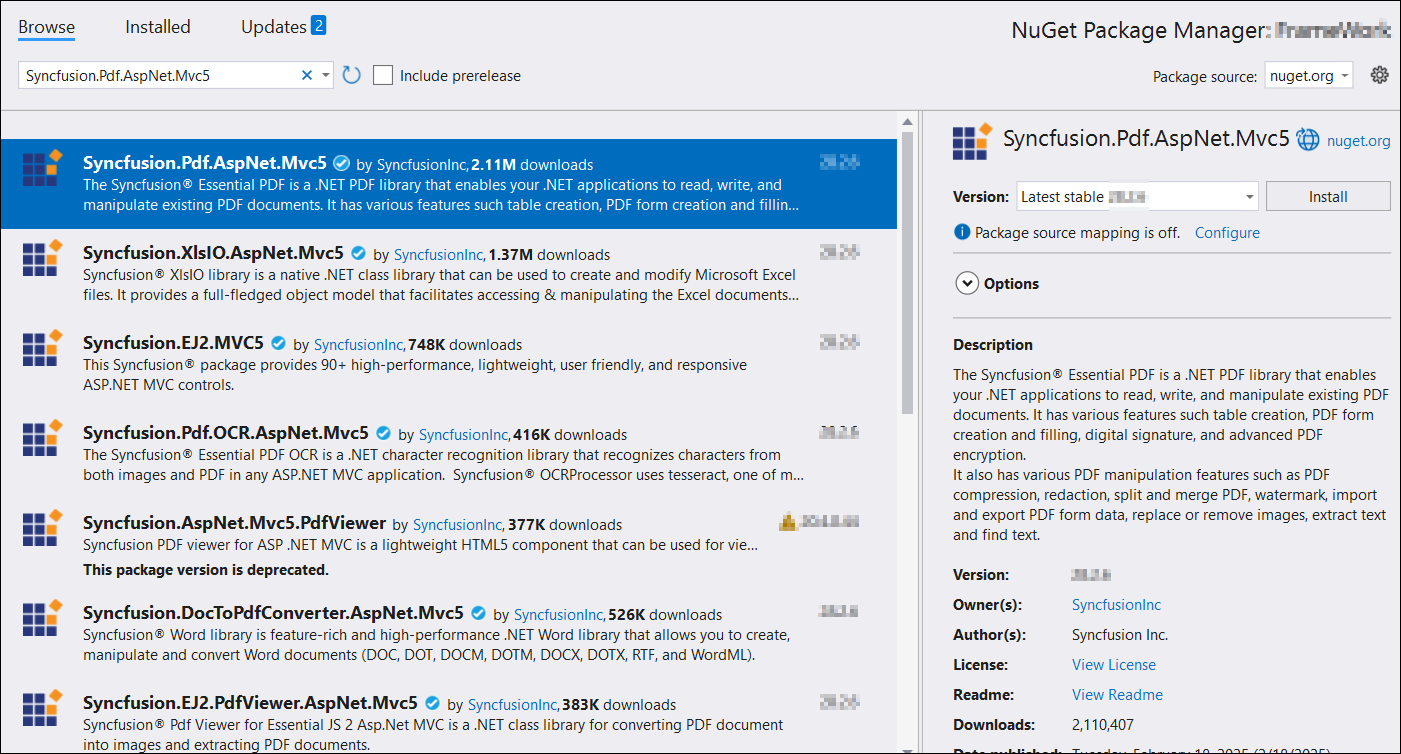 Browse Installed Updates 2
NuGet Package Manager:
Syncfusion.Pdf.AspNet.Mvc5
Include prerelease
Package source: nuget.org
Syncfusion.Pdf.AspNet.Mvc5 by SyncfusionInc, 2.11M downloads
The Syncfusion® Essential PDF is a .NET PDF library that enables your .NET applications to read, write, and
manipulate existing PDF documents. It has various features such table creation, PDF form creation and fillin...
Syncfusion.XlsIO.AspNet.Mvc5 by SyncfusionInc, 1.37M downloads
Syncfusion® XlsIO library is a native .NET class library that can be used to create and modify Microsoft Excel
files. It provides a full-fledged object model that facilitates accessing & manipulating the Excel documents...
Syncfusion.EJ2.MVC5 by SyncfusionInc, 748K downloads
This Syncfusion® package provides 90+ high-performance, lightweight, user friendly, and responsive
ASP.NET MVC controls.
Syncfusion.Pdf.OCR.AspNet.Mvc5 by SyncfusionInc, 416K downloads
The Syncfusion® Essential PDF OCR is a .NET character recognition library that recognizes characters from
both images and PDF in any ASP.NET MVC application. Syncfusion® OCRProcessor uses tesseract, one of m...
Syncfusion.AspNet.Mvc5.PdfViewer by SyncfusionInc, 377K downloads
Syncfusion PDF viewer for ASP .NET MVC is a lightweight HTML5 component that can be used for vie...
This package version is deprecated.
Syncfusion.DocToPdfConverter.AspNet.Mvc5 by SyncfusionInc, 526K downloads
Syncfusion® Word library is feature-rich and high-performance .NET Word library that allows you to create,
manipulate and convert Word documents (DOC, DOT, DOCM, DOTM, DOCX, DOTX, RTF, and WordML).
Syncfusion.EJ2.PdfViewer.AspNet.Mvc5 by SyncfusionInc, 383K downloads
Syncfusion® Pdf Viewer for Essential JS 2 Asp.Net MVC is a .NET class library for converting PDF document
into images and extracting PDF documents.
Syncfusion.Pdf.AspNet.Mvc5 nuget.org
Version: Latest stable Install
Package source mapping is off. Configure
Options
Description
The Syncfusion® Essential PDF is a .NET PDF library that enables
your .NET applications to read, write, and manipulate existing PDF
documents. It has various features such table creation, PDF form
creation and filling, digital signature, and advanced PDF
encryption.
It also has various PDF manipulation features such as PDF
compression, redaction, split and merge PDF, watermark, import
and export PDF form data, replace or remove images, extract text
and find text.
Version:
Owner(s): SyncfusionInc
Author(s): Syncfusion Inc.
License: View License
Readme: View Readme
Downloads: 2,110,407
Date published: Tuesday, February 18, 2025 (2/18/2025)